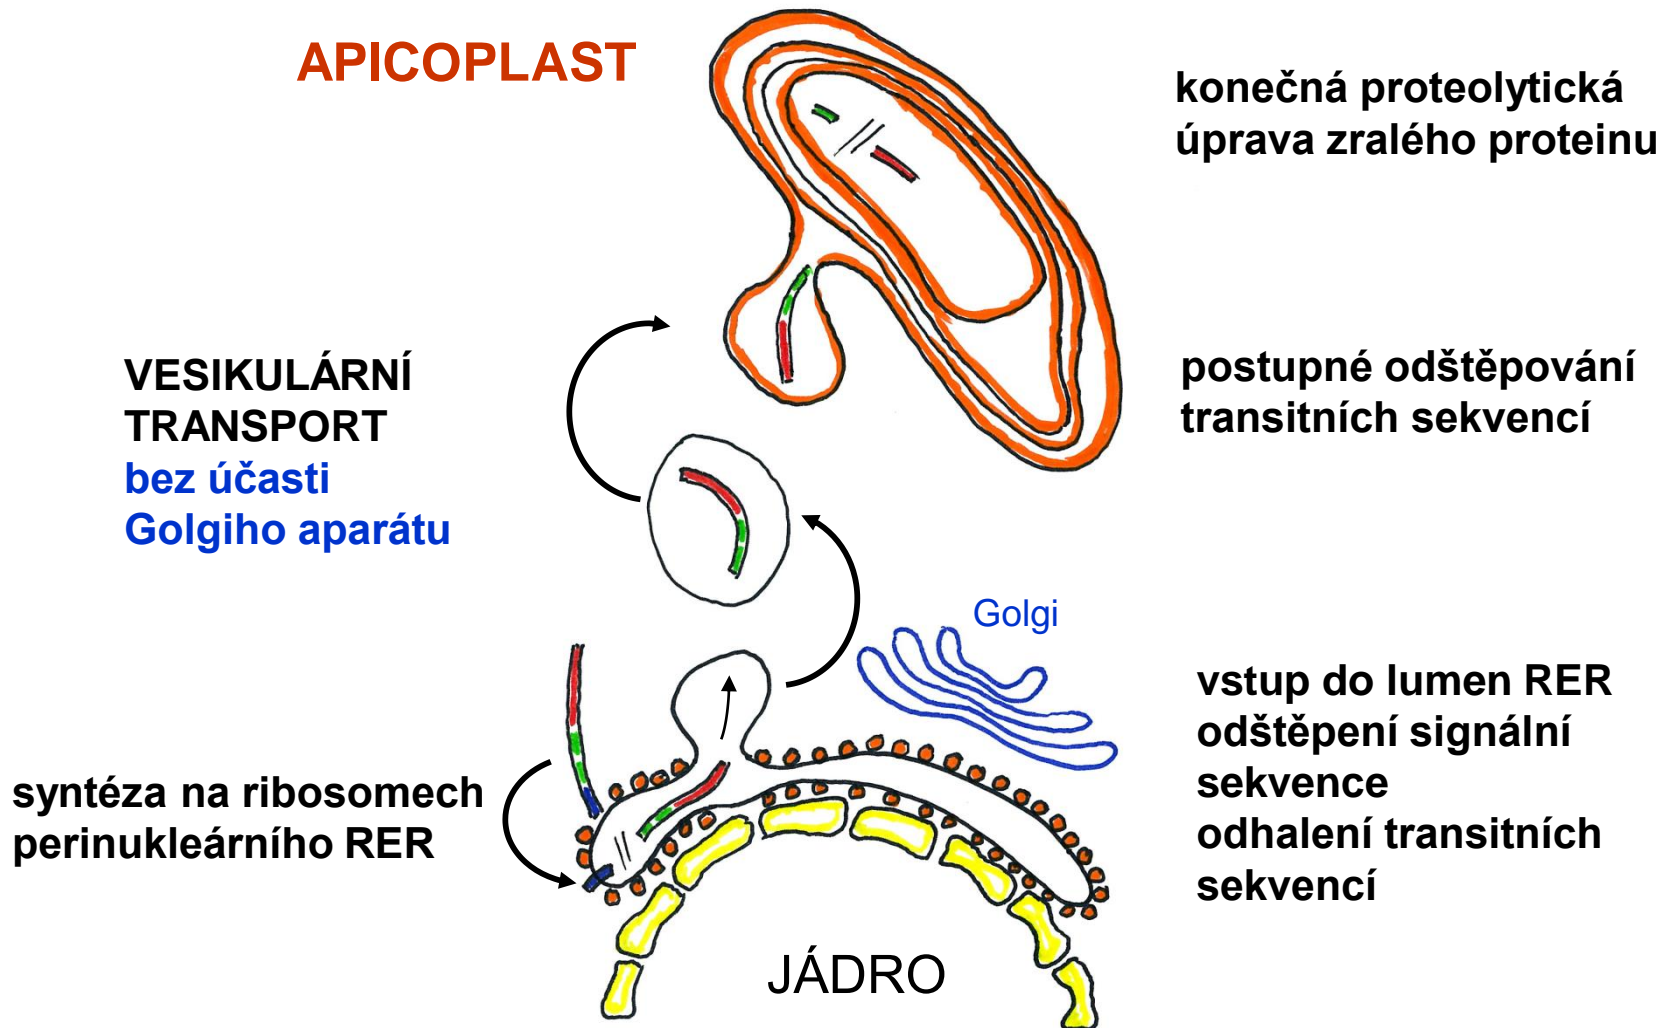 APICOPLAST
konečná proteolytická
úprava zralého proteinu
VESIKULÁRNÍ
TRANSPORT
bez účasti
Golgiho aparátu
postupné odštěpování
transitních sekvencí
Golgi
syntéza na ribosomech
perinukleárního RER
vstup do lumen RER
odštěpení signální
sekvence
odhalení transitních
sekvencí
JÁDRO